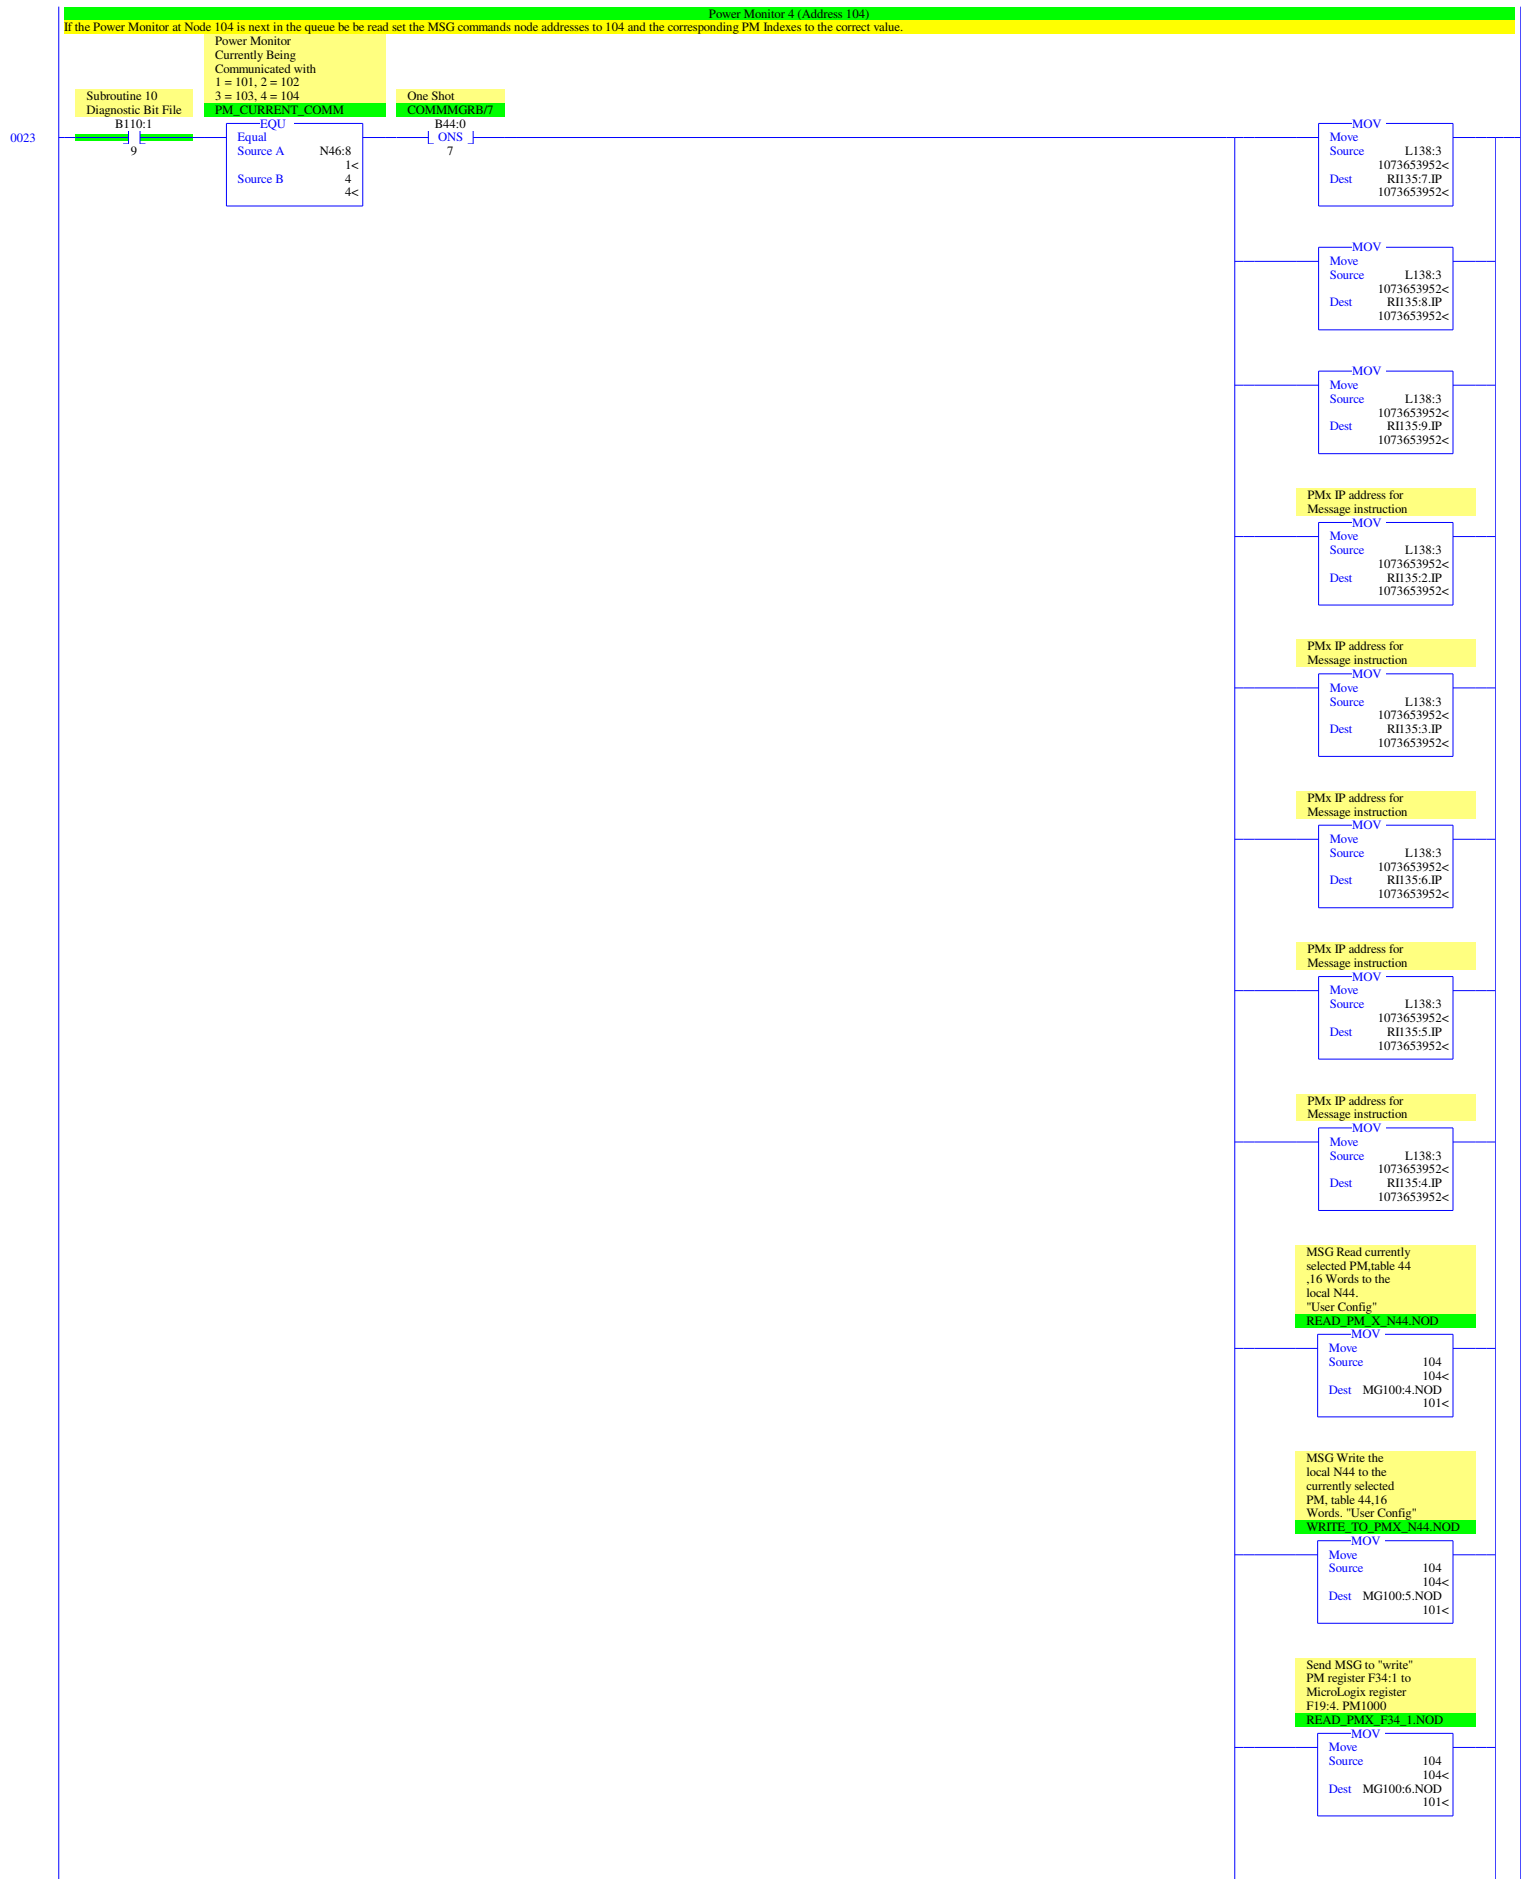 Power Monitor 4 (Address 104)
If the Power Monitor at Node 104 is next in the queue be be read set the MSG commands node addresses to 104 and the corresponding PM Indexes to the correct value.
0023
Subroutine 10
Diagnostic Bit File
B110:1
9
Power Monitor
Currently Being
Communicated with
1 = 101, 2 = 102
3 = 103, 4 = 104
PM_CURRENT_COMM
EQU
Equal
Source A N46:8
1<
Source B 4
4<
One Shot
COMMMGRB/7
B44:0
ONS
7
MOV
Move
Source L138:3
1073653952<
Dest RI135:7.IP
1073653952<
MOV
Move
Source L138:3
1073653952<
Dest RI135:8.IP
1073653952<
MOV
Move
Source L138:3
1073653952<
Dest RI135:9.IP
1073653952<
PMx IP address for
Message instruction
MOV
Move
Source L138:3
1073653952<
Dest RI135:2.IP
1073653952<
PMx IP address for
Message instruction
MOV
Move
Source L138:3
1073653952<
Dest RI135:3.IP
1073653952<
PMx IP address for
Message instruction
MOV
Move
Source L138:3
1073653952<
Dest RI135:6.IP
1073653952<
PMx IP address for
Message instruction
MOV
Move
Source L138:3
1073653952<
Dest RI135:5.IP
1073653952<
PMx IP address for
Message instruction
MOV
Move
Source L138:3
1073653952<
Dest RI135:4.IP
1073653952<
MSG Read currently
selected PM,table 44
,16 Words to the
local N44.
"User Config"
READ_PM_X_N44.NOD
MOV
Move
Source 104
104<
Dest MG100:4.NOD
101<
MSG Write the
local N44 to the
currently selected
PM, table 44,16
Words. "User Config"
WRITE_TO_PMX_N44.NOD
MOV
Move
Source 104
104<
Dest MG100:5.NOD
101<
Send MSG to "write"
PM register F34:1 to
MicroLogix register
F19:4. PM1000
READ_PMX_F34_1.NOD
MOV
Move
Source 104
104<
Dest MG100:6.NOD
101<